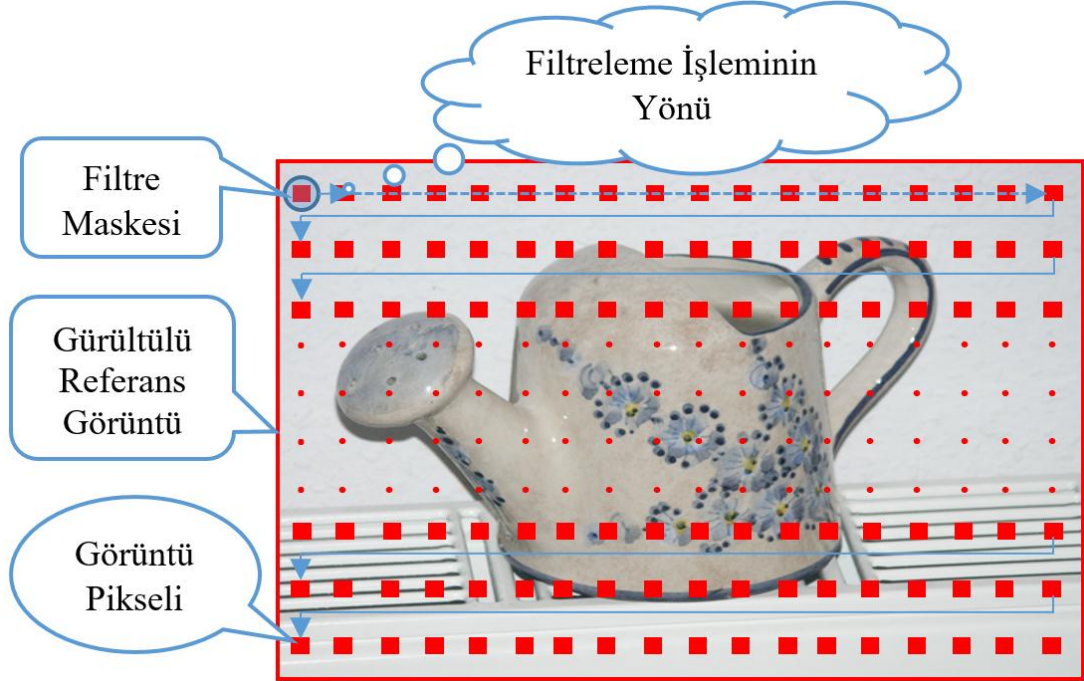 Filtreleme İşleminin
Yönü
Filtre
Maskesi
Gürültülü
Referans
Görüntü
Görüntü
Pikseli